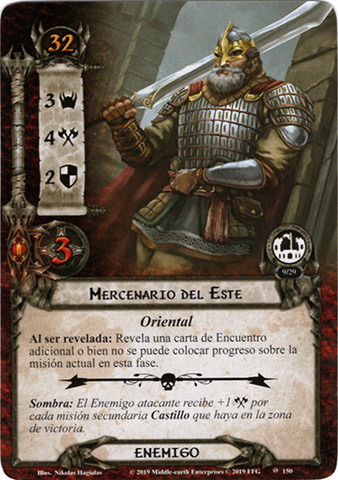 32
3
4
2
3
9/29
Mercenario del Este
Oriental
Al ser revelada: Revela una carta de Encuentro
adicional o bien no se puede colocar progreso sobre la
misión actual en esta fase.
Sombra: El Enemigo atacante recibe +1 por
cada misión secundaria Castillo que haya en la zona
de victoria.
ENEMIGO
Illus. Nikolas Hagialas © 2019 Middle-earth Enterprises © 2019 FFG 150